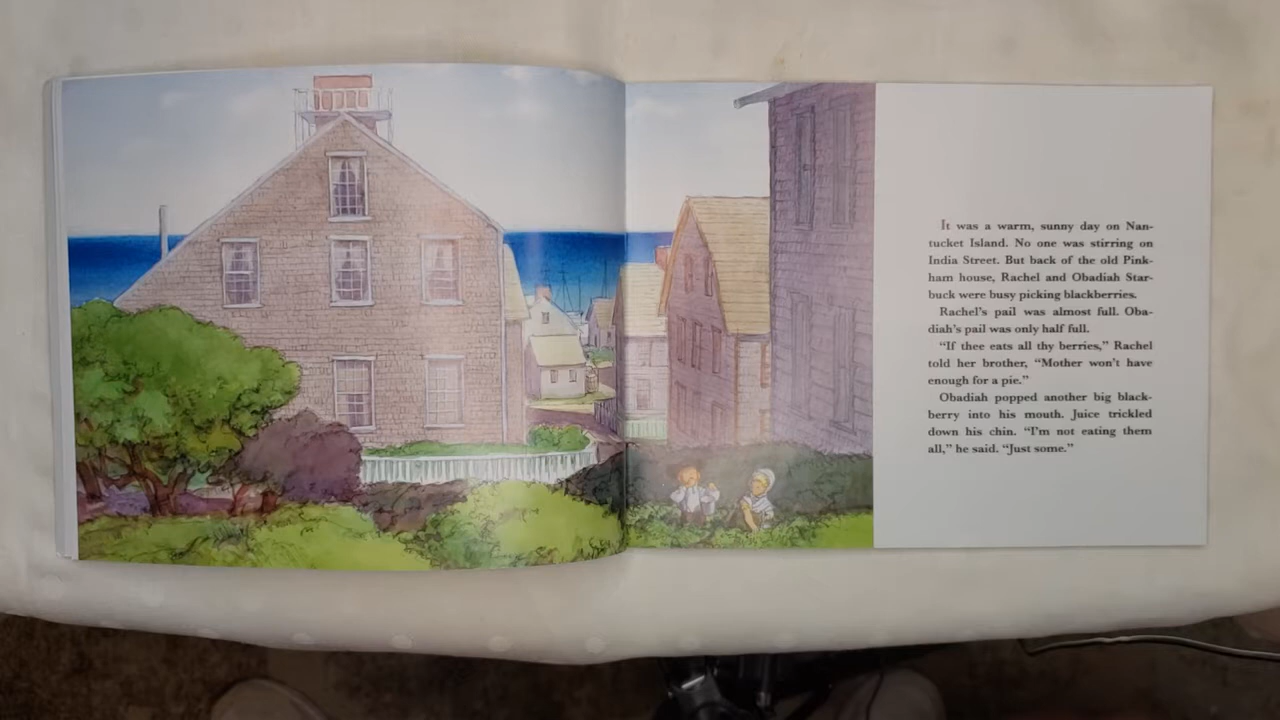 It was a warm, sunny day on Nan-
tucket Island. No one was stirring on
India Street. But back of the old Pink-
ham house, Rachel and Obadiah Star-
buck were busy picking blackberries.
Rachel's pail was almost full. Oba-
diah's pail was only half full.
“If thee eats all thy berries,” Rachel
told her brother, “Mother won't have
enough for a pie.”
Obadiah popped another big black-
berry into his mouth. Juice trickled
down his chin. “I'm not eating them
all,” he said. “Just some.”